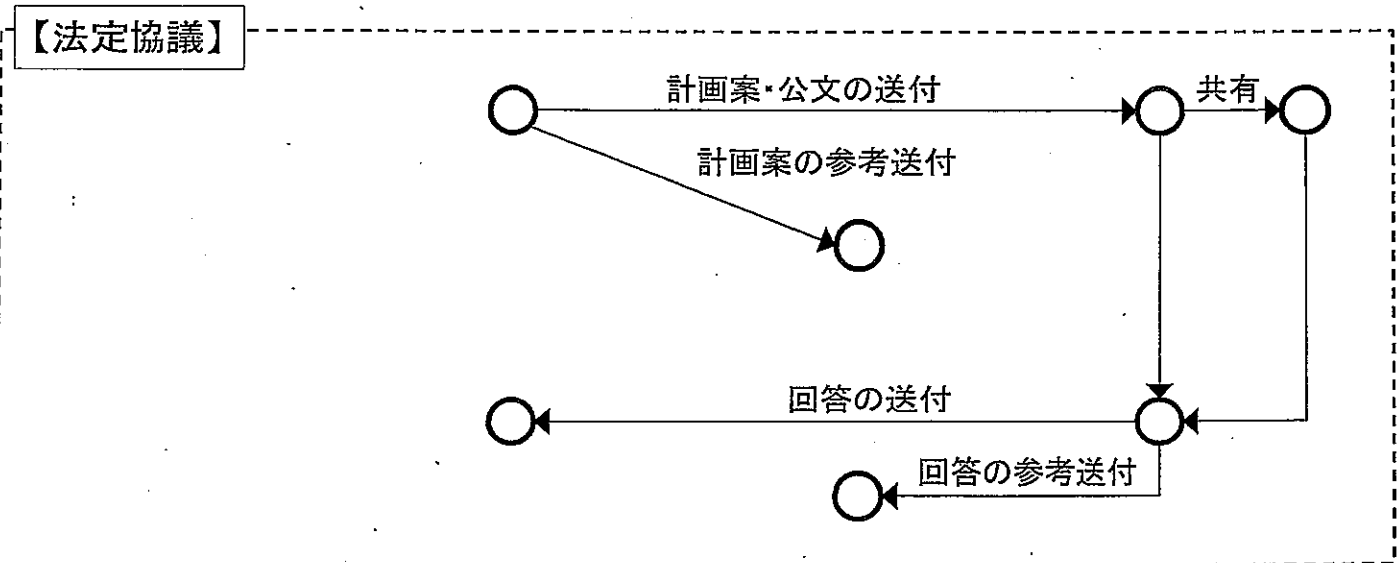 【法定協議】
計画案・公文の送付
共有
計画案の参考送付
回答の送付
回答の参考送付